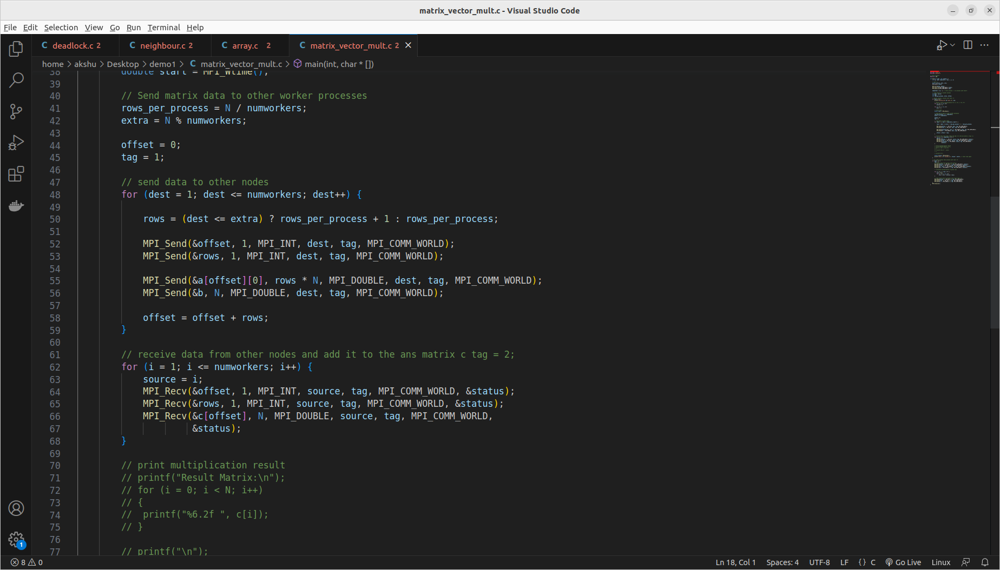 matrix_vector_mult.c - Visual Studio Code
File Edit Selection View Go Run Terminal Help
C deadlock.c 2 C neighbour.c 2 C array.c 2 C matrix_vector_mult.c 2
home > akshu > Desktop > demo1 > C matrix_vector_mult.c > main(int, char * [])
38 double start = MPI_Wtime();
39
40 // Send matrix data to other worker processes
41 rows_per_process = N / numworkers;
42 extra = N % numworkers;
43
44 offset = 0;
45 tag = 1;
46
47 // send data to other nodes
48 for (dest = 1; dest <= numworkers; dest++) {
49
50 rows = (dest <= extra) ? rows_per_process + 1 : rows_per_process;
51
52 MPI_Send(&offset, 1, MPI_INT, dest, tag, MPI_COMM_WORLD);
53 MPI_Send(&rows, 1, MPI_INT, dest, tag, MPI_COMM_WORLD);
54
55 MPI_Send(&a[offset][0], rows * N, MPI_DOUBLE, dest, tag, MPI_COMM_WORLD);
56 MPI_Send(&b, N, MPI_DOUBLE, dest, tag, MPI_COMM_WORLD);
57
58 offset = offset + rows;
59 }
60
61 // receive data from other nodes and add it to the ans matrix c tag = 2;
62 for (i = 1; i <= numworkers; i++) {
63 source = i;
64 MPI_Recv(&offset, 1, MPI_INT, source, tag, MPI_COMM_WORLD, &status);
65 MPI_Recv(&rows, 1, MPI_INT, source, tag, MPI_COMM_WORLD, &status);
66 MPI_Recv(&c[offset], N, MPI_DOUBLE, source, tag, MPI_COMM_WORLD,
67 &status);
68 }
69
70 // print multiplication result
71 // printf("Result Matrix:\n");
72 // for (i = 0; i < N; i++)
73 // {
74 //  printf("%6.2f ", c[i]);
75 // }
76
77 // printf("\n");
1
8 0 Ln 18, Col 1 Spaces: 4 UTF-8 LF {} C Go Live Linux